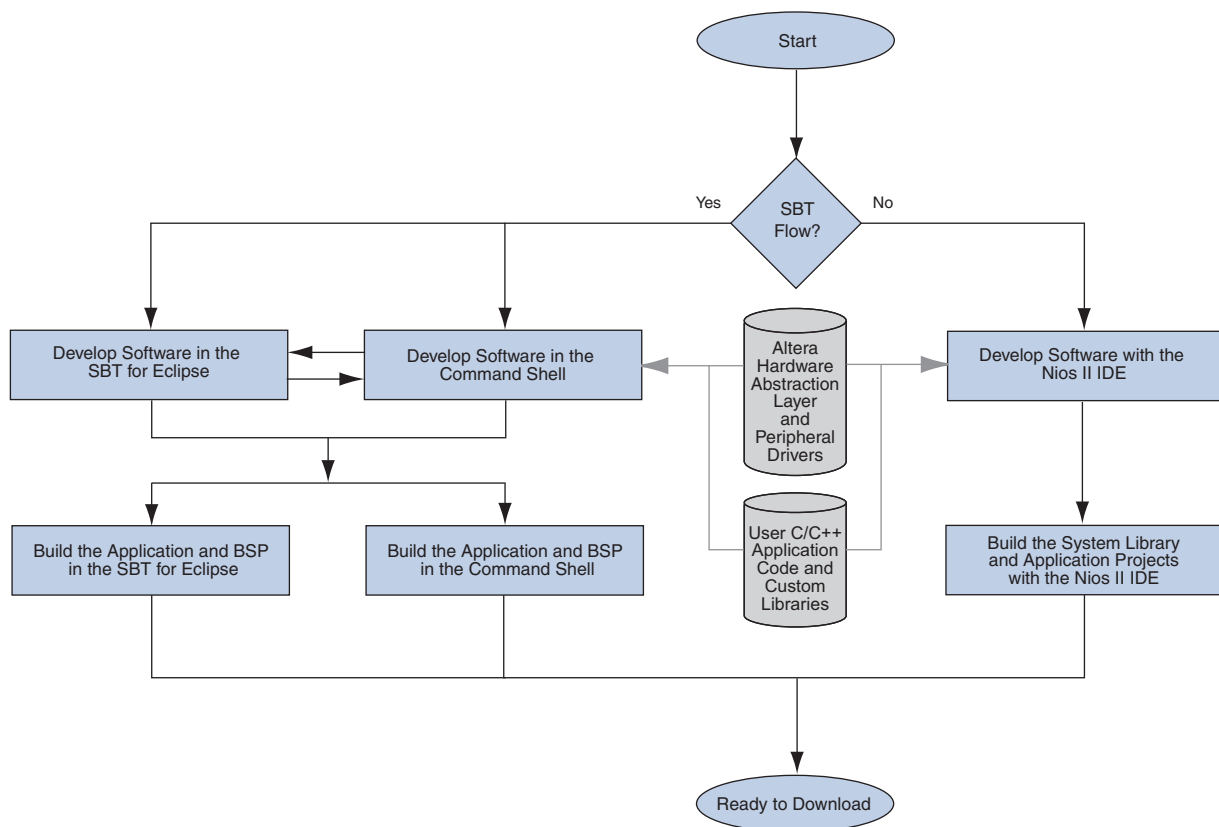 Start
Yes
SBT
Flow?
No
Develop Software in the
SBT for Eclipse
Develop Software in the
Command Shell
Altera
Hardware
Abstraction
Layer
and
Peripheral
Drivers
Develop Software with the
Nios II IDE
Build the Application and BSP
in the SBT for Eclipse
Build the Application and BSP
in the Command Shell
User C/C++
Application
Code and
Custom
Libraries
Build the System Library
and Application Projects
with the Nios II IDE
Ready to Download